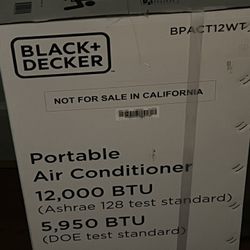 BPACT12WT
BLACK+
DECKER
NOT FOR SALE IN CALIFORNIA
Portable
Air Conditioner
12,000 BTU
(Ashrae 128 test standard)
5,950 BTU
(DOE test standard)